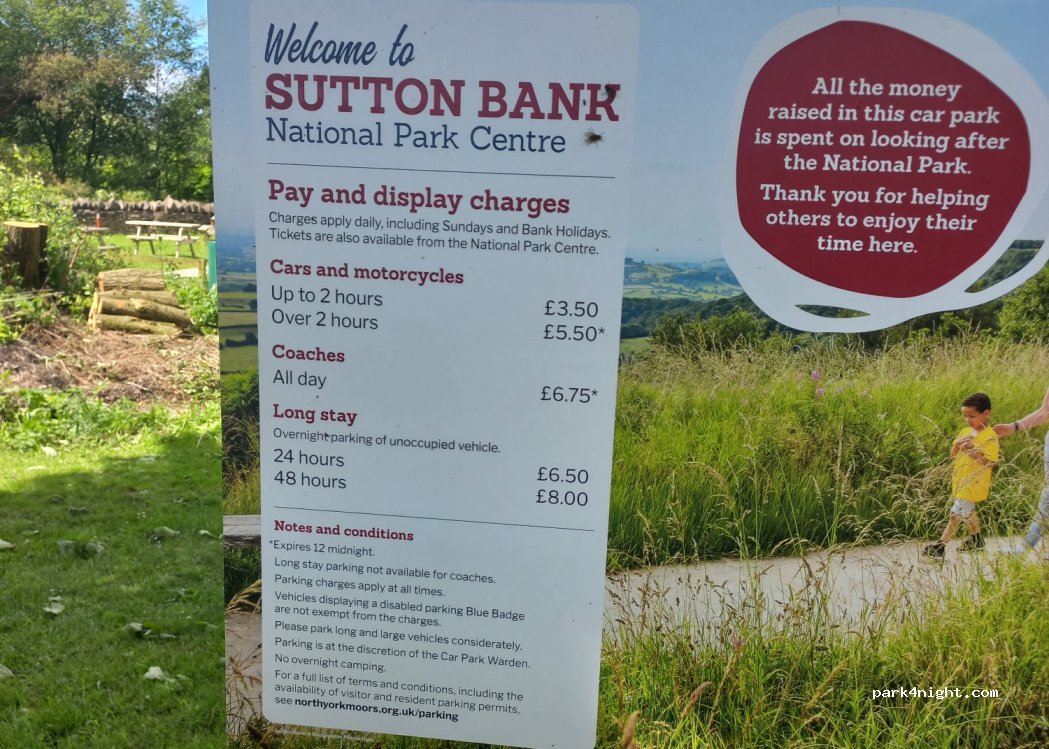 Welcome to
SUTTON BANK
National Park Centre
Pay and display charges
Charges apply daily, including Sundays and Bank Holidays.
Tickets are also available from the National Park Centre.
Cars and motorcycles
Up to 2 hours £3.50
Over 2 hours £5.50*
Coaches
All day £6.75*
Long stay
Overnight parking of unoccupied vehicle.
24 hours £6.50
48 hours £8.00
Notes and conditions
*Expires 12 midnight.
Long stay parking not available for coaches.
Parking charges apply at all times.
Vehicles displaying a disabled parking Blue Badge
are not exempt from the charges.
Please park long and large vehicles considerately.
Parking is at the discretion of the Car Park Warden.
No overnight camping.
For a full list of terms and conditions, including the
availability of visitor and resident parking permits,
see northyorkmoors.org.uk/parking
All the money
raised in this car park
is spent on looking after
the National Park.
Thank you for helping
others to enjoy their
time here.
park4night.com